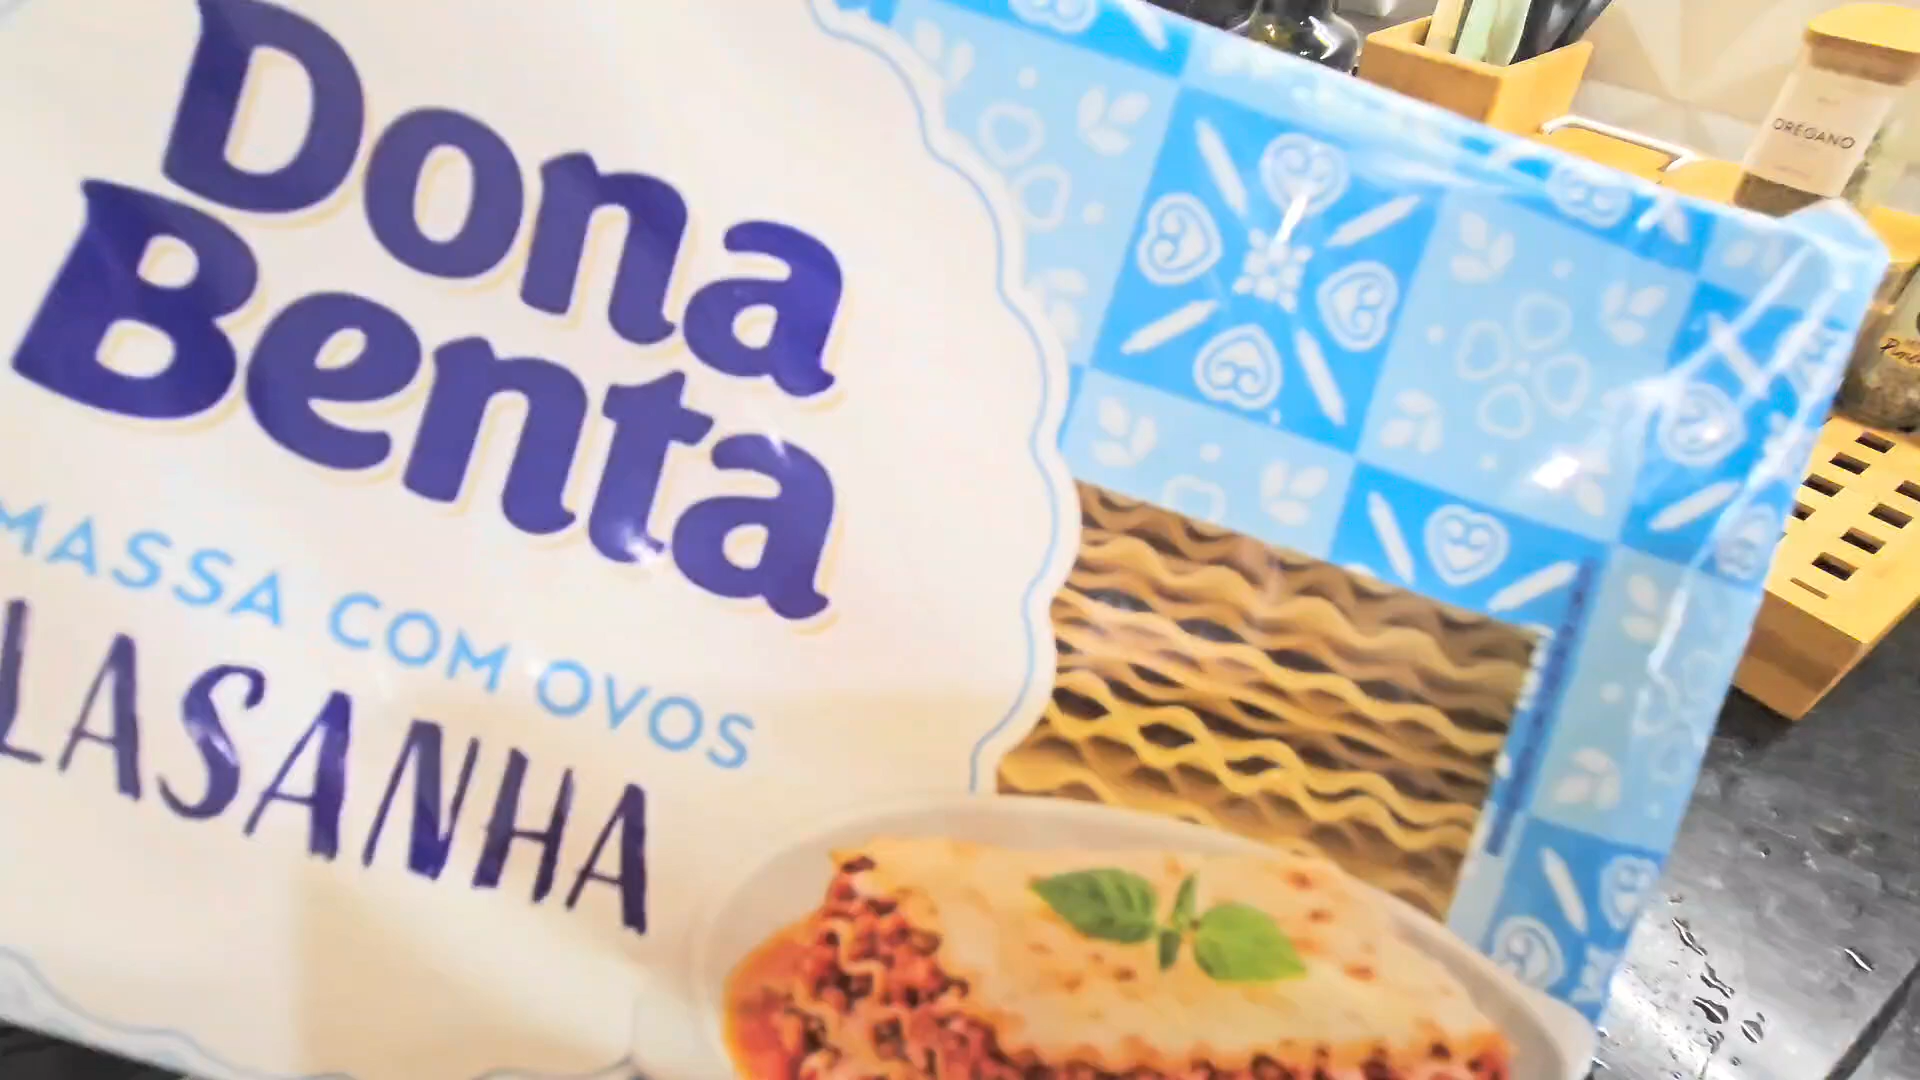 Dona
Benta
MASSA COM OVOS
LASANHA
ORÉGANO